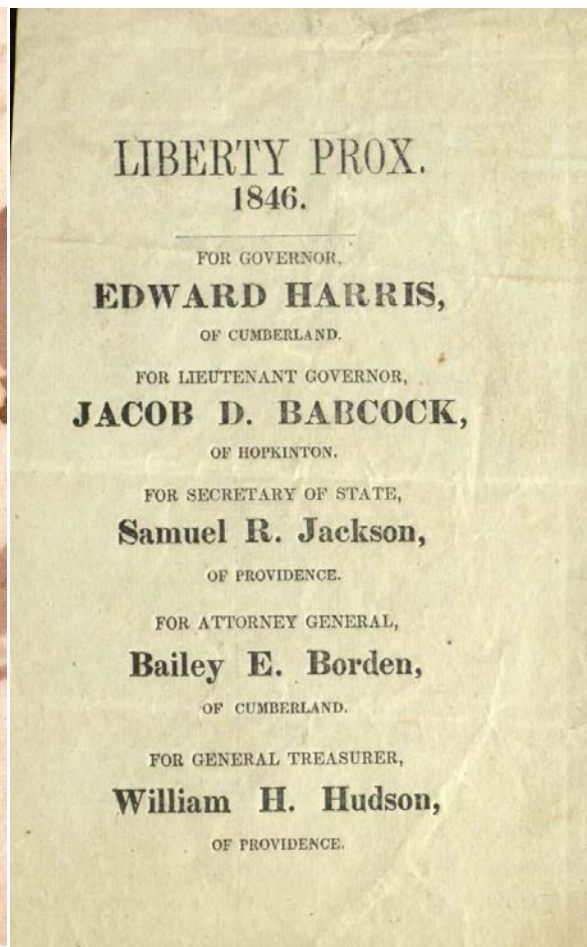 LIBERTY PROX.
1846.
FOR GOVERNOR,
EDWARD HARRIS,
OF CUMBERLAND.
FOR LIEUTENANT GOVERNOR,
JACOB D. BABCOCK,
OF HOPKINTON.
FOR SECRETARY OF STATE,
Samuel R. Jackson,
OF PROVIDENCE.
FOR ATTORNEY GENERAL,
Bailey E. Borden,
OF CUMBERLAND.
FOR GENERAL TREASURER,
William H. Hudson,
OF PROVIDENCE.